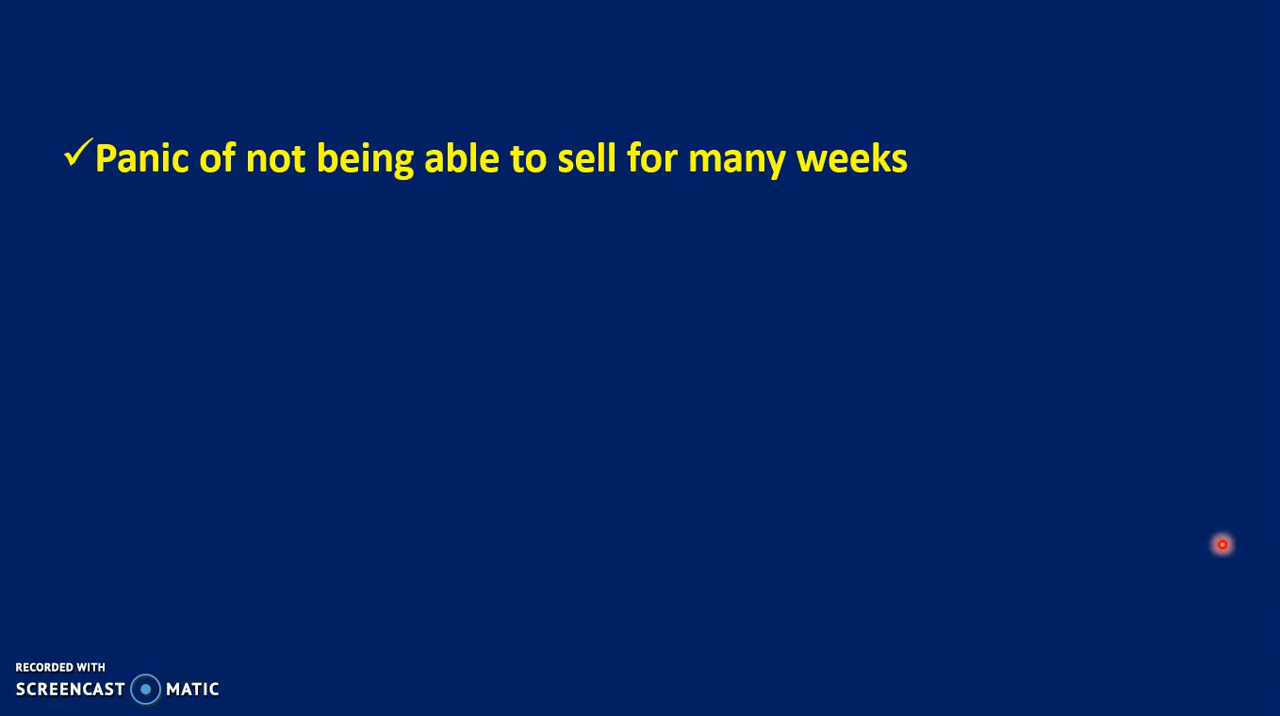 ✓Panic of not being able to sell for many weeks
RECORDED WITH
SCREENCAST MATIC